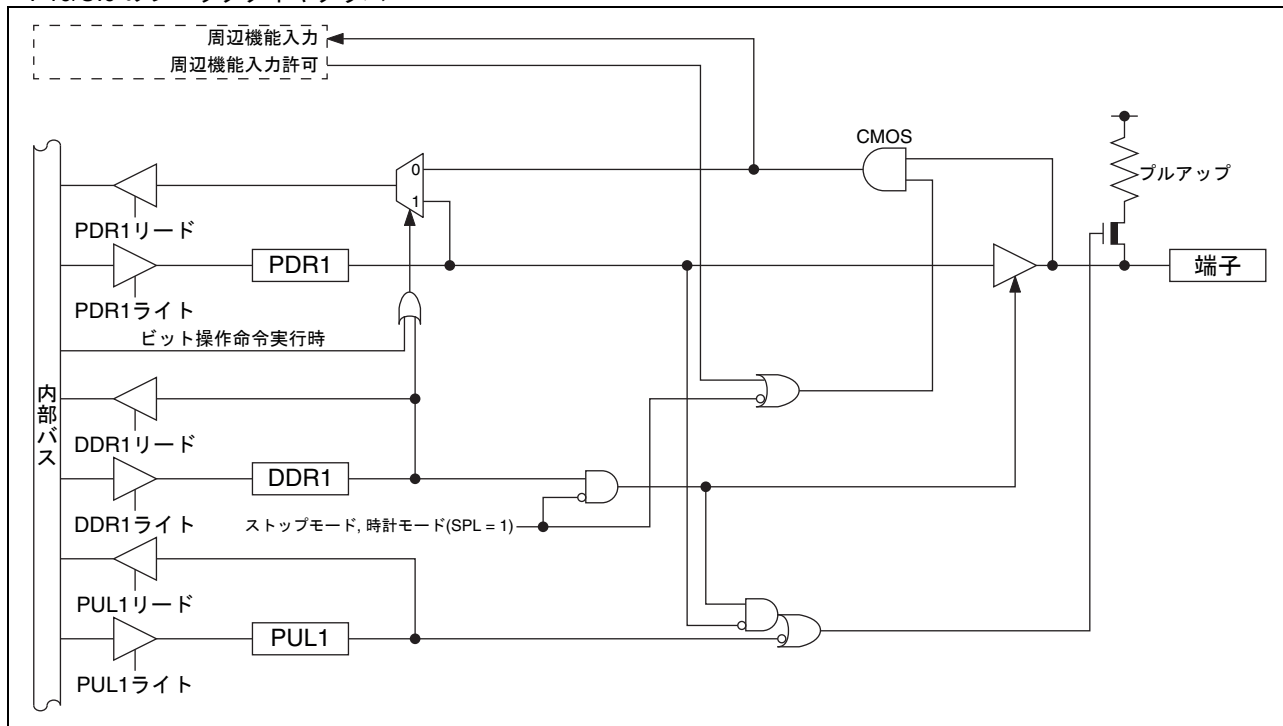 周辺機能入力
周辺機能入力許可
CMOS
プルアップ
0
1
PDR1リード
PDR1
端子
PDR1ライト
ビット操作命令実行時
内部バス
DDR1リード
DDR1
DDR1ライト
ストップモード, 時計モード(SPL = 1)
PUL1リード
PUL1
PUL1ライト